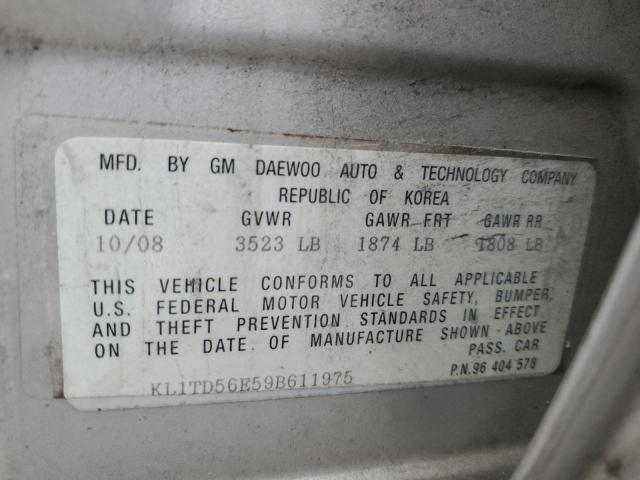 MFD. BY GM DAEWOO AUTO & TECHNOLOGY COMPANY
REPUBLIC OF KOREA
DATE GVWR GAWR FRT GAWR RR
10/08 3523 LB 1874 LB 1808 LB
THIS VEHICLE CONFORMS TO ALL APPLICABLE
U.S. FEDERAL MOTOR VEHICLE SAFETY, BUMPER,
AND THEFT PREVENTION STANDARDS IN EFFECT
ON THE DATE OF MANUFACTURE SHOWN ABOVE
PASS. CAR
P.N.96 404 578
KL1TD56E59B611975